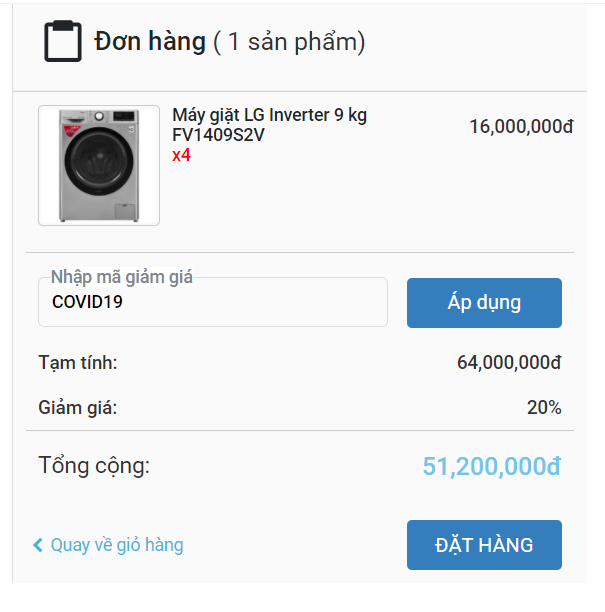 Đơn hàng ( 1 sản phẩm)
Máy giặt LG Inverter 9 kg
FV1409S2V
x4
16,000,000đ
Nhập mã giảm giá
COVID19
Áp dụng
Tạm tính:
64,000,000đ
Giảm giá:
20%
Tổng cộng:
51,200,000đ
Quay về giỏ hàng
ĐẶT HÀNG